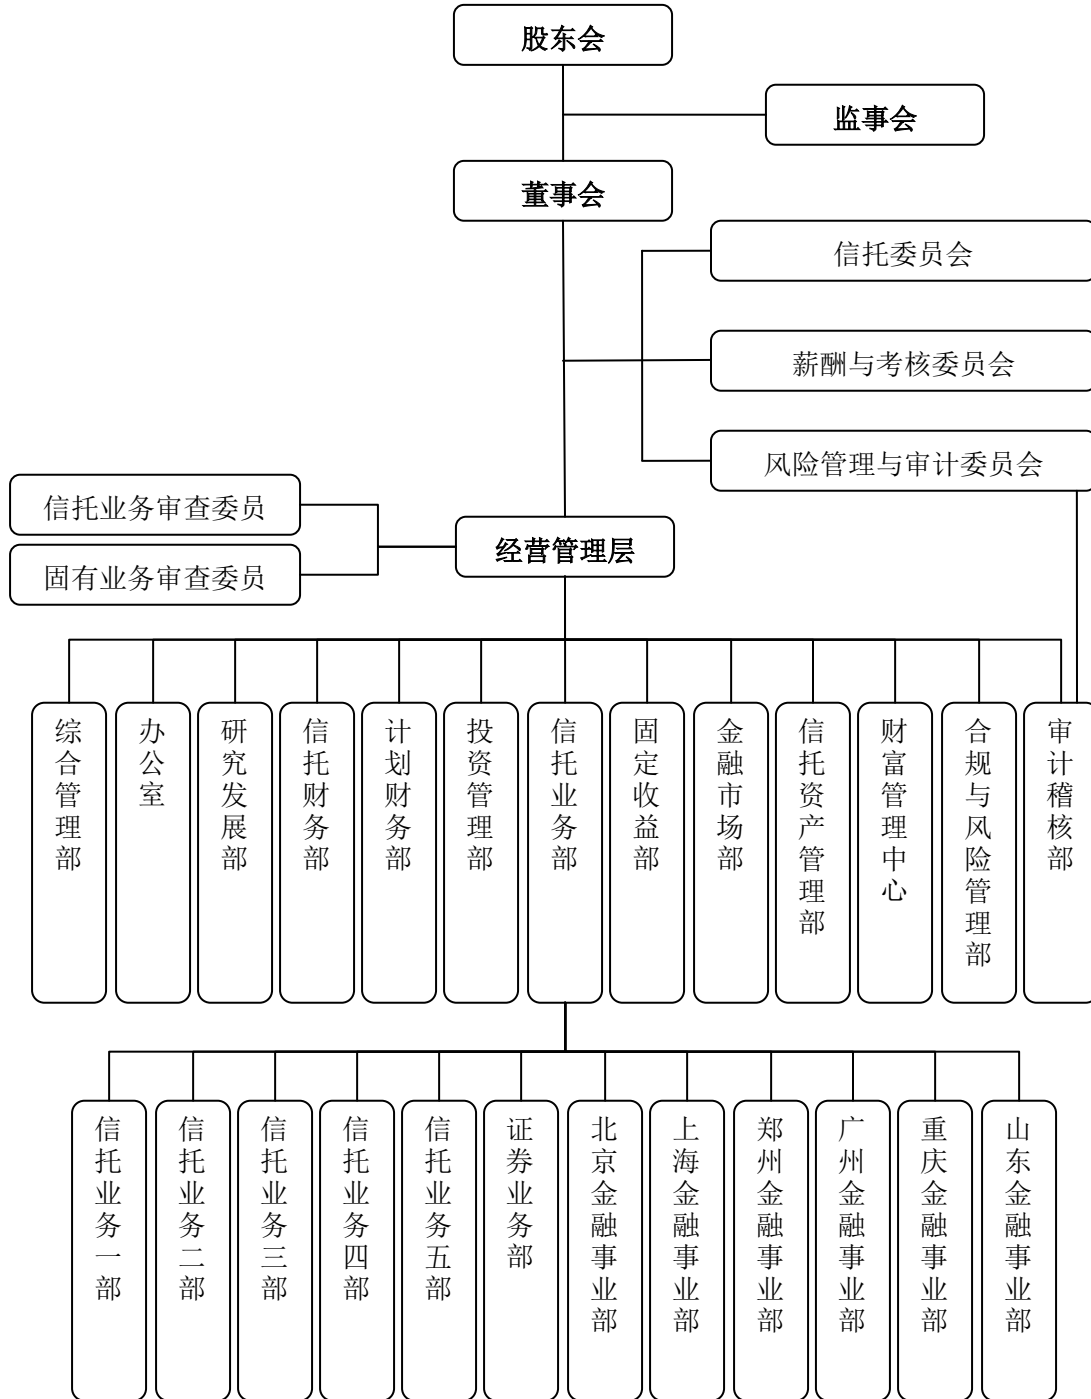 股东会
监事会
董事会
信托委员会
薪酬与考核委员会
风险管理与审计委员会
信托业务审查委员
固有业务审查委员
经营管理层
综合管理部
办公室
研究发展部
信托财务部
计划财务部
投资管理部
信托业务部
固定收益部
金融市场部
信托资产管理部
财富管理中心
合规与风险管理部
审计稽核部
信托业务一部
信托业务二部
信托业务三部
信托业务四部
信托业务五部
证券业务部
北京金融事业部
上海金融事业部
郑州金融事业部
广州金融事业部
重庆金融事业部
山东金融事业部